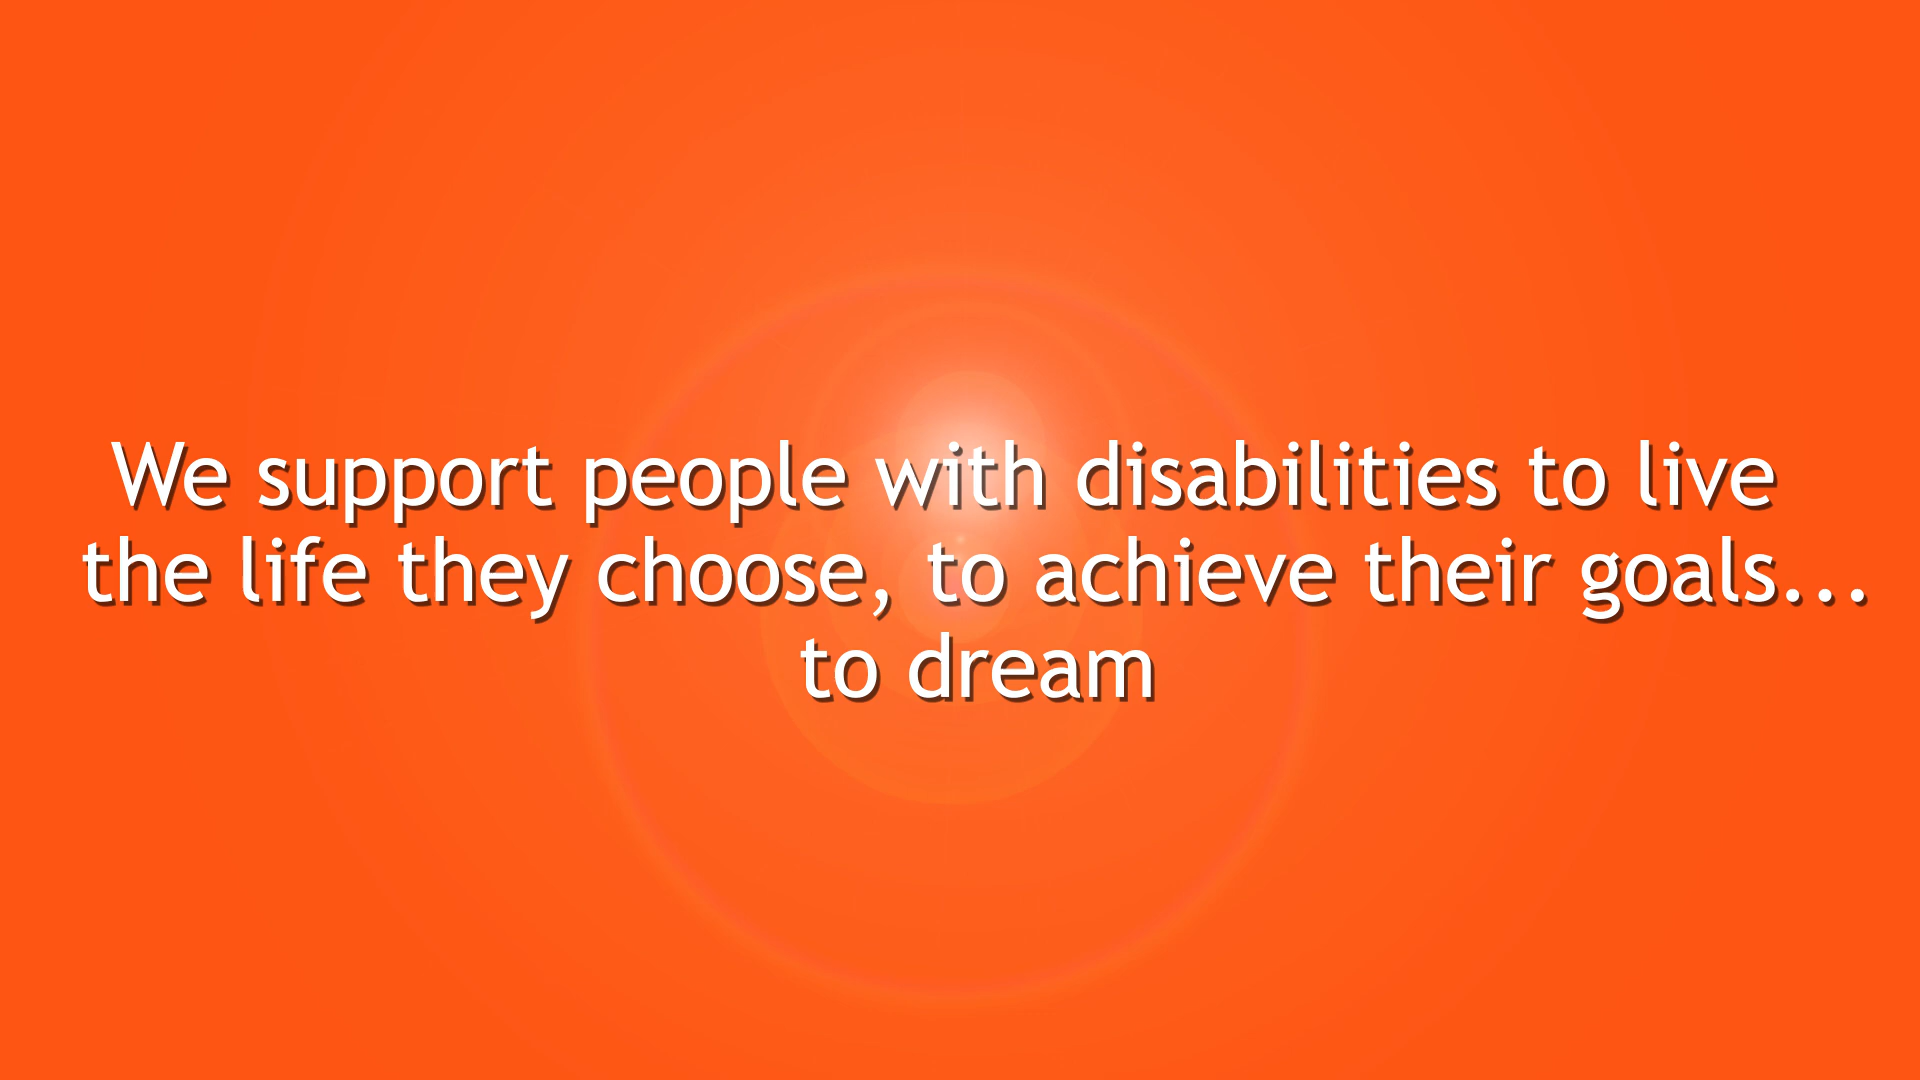 We support people with disabilities to live
the life they choose, to achieve their goals...
to dream